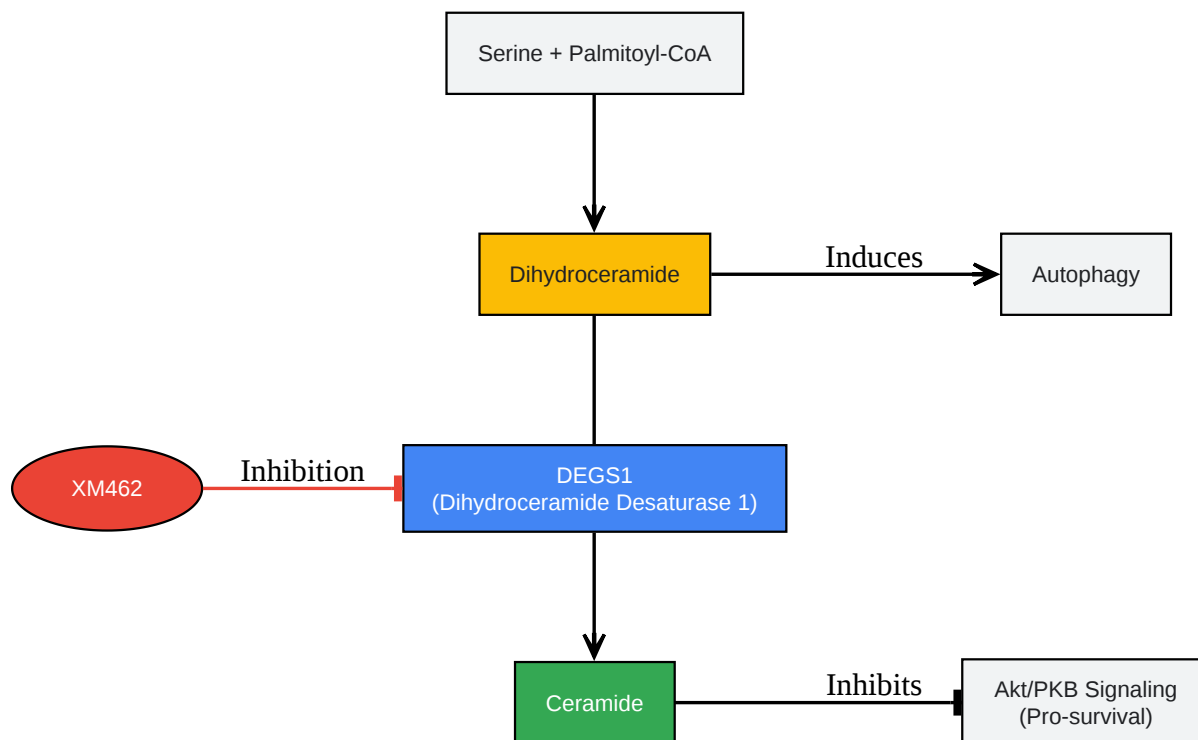 Serine + Palmitoyl-CoA
Dihydroceramide
Induces
Autophagy
XM462
Inhibition
DEGS1
(Dihydroceramide Desaturase 1)
Ceramide
Inhibits
Akt/PKB Signaling
(Pro-survival)